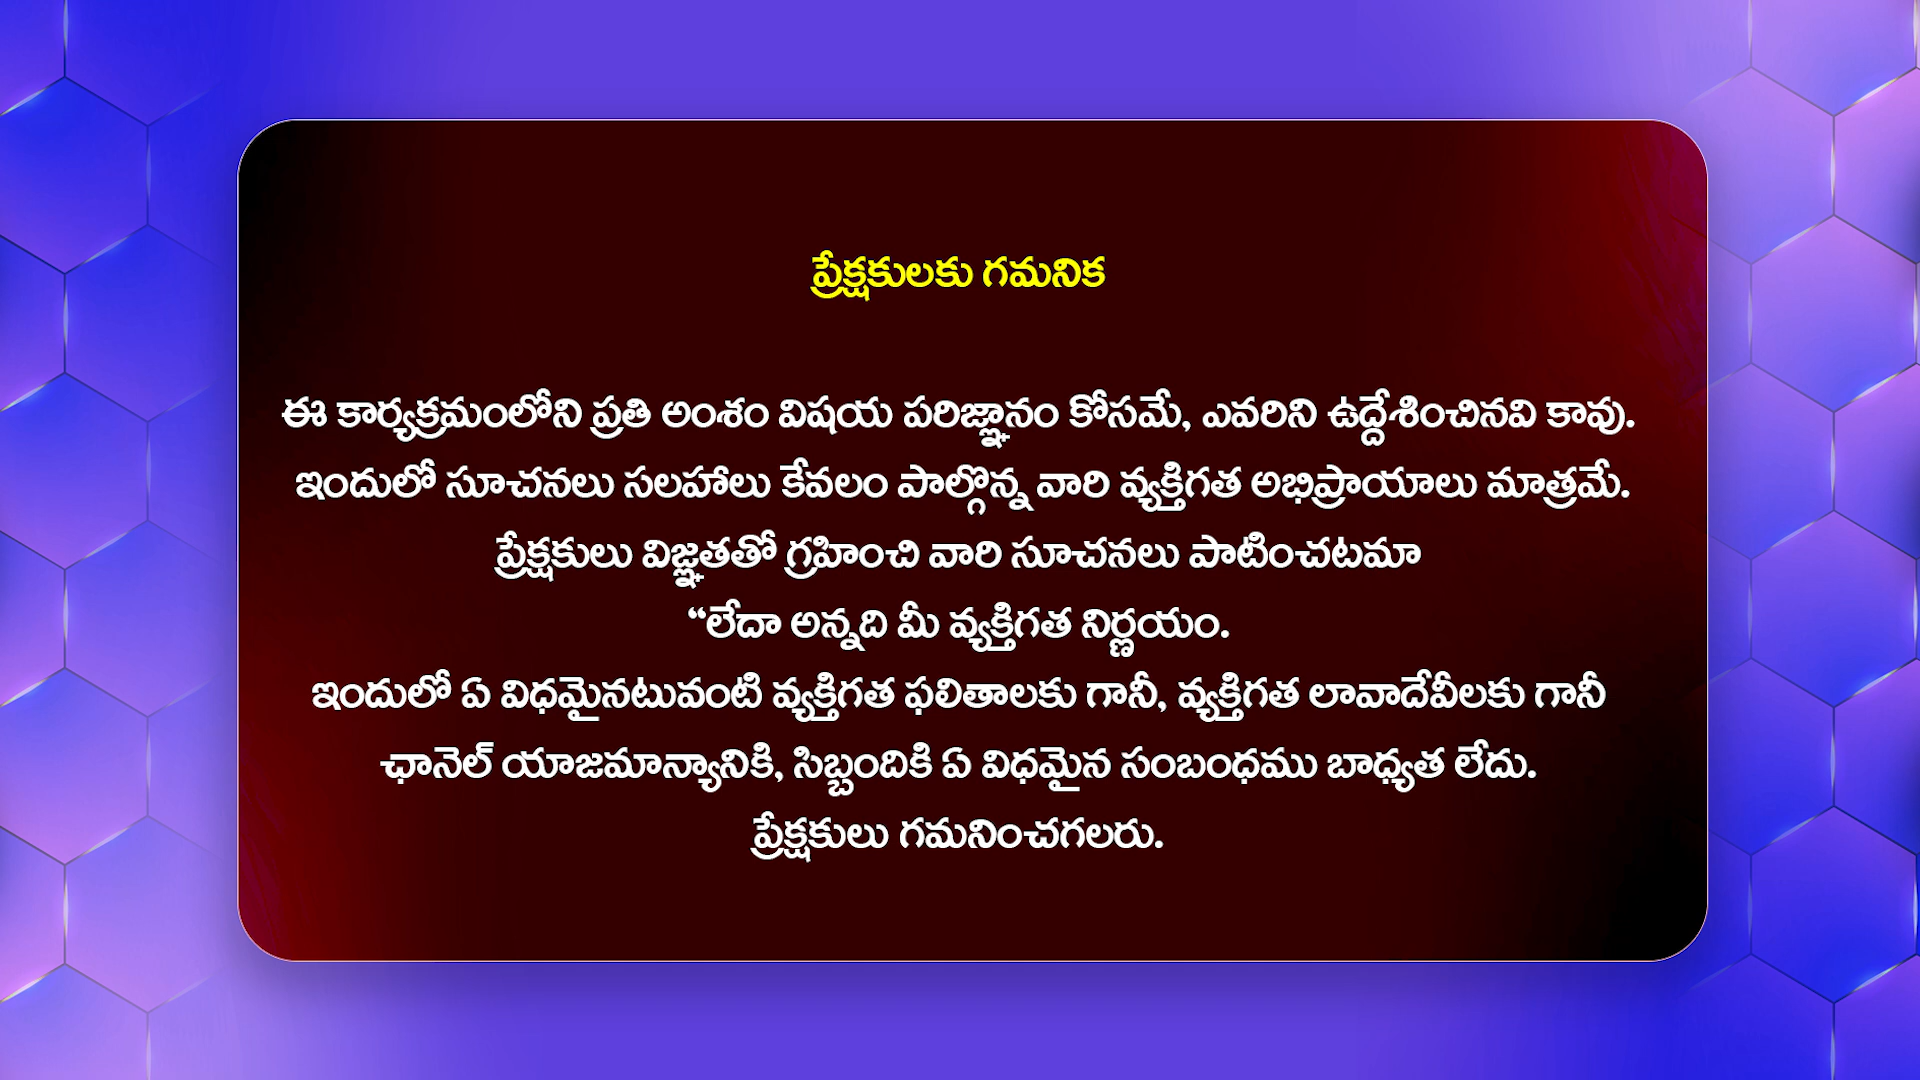 ప్రేక్షకులకు గమనిక
ఈ కార్యక్రమంలోని ప్రతి అంశం విషయ పరిజ్ఞానం కోసమే, ఎవరిని ఉద్దేశించినవి కావు.
ఇందులో సూచనలు సలహాలు కేవలం పాల్గొన్న వారి వ్యక్తిగత అభిప్రాయాలు మాత్రమే.
ప్రేక్షకులు విజ్ఞతతో గ్రహించి వారి సూచనలు పాటించటమా
“లేదా అన్నది మీ వ్యక్తిగత నిర్ణయం.
ఇందులో ఏ విధమైనటువంటి వ్యక్తిగత ఫలితాలకు గానీ, వ్యక్తిగత లావాదేవీలకు గానీ
ఛానెల్ యాజమాన్యానికి, సిబ్బందికి ఏ విధమైన సంబంధము బాధ్యత లేదు.
ప్రేక్షకులు గమనించగలరు.